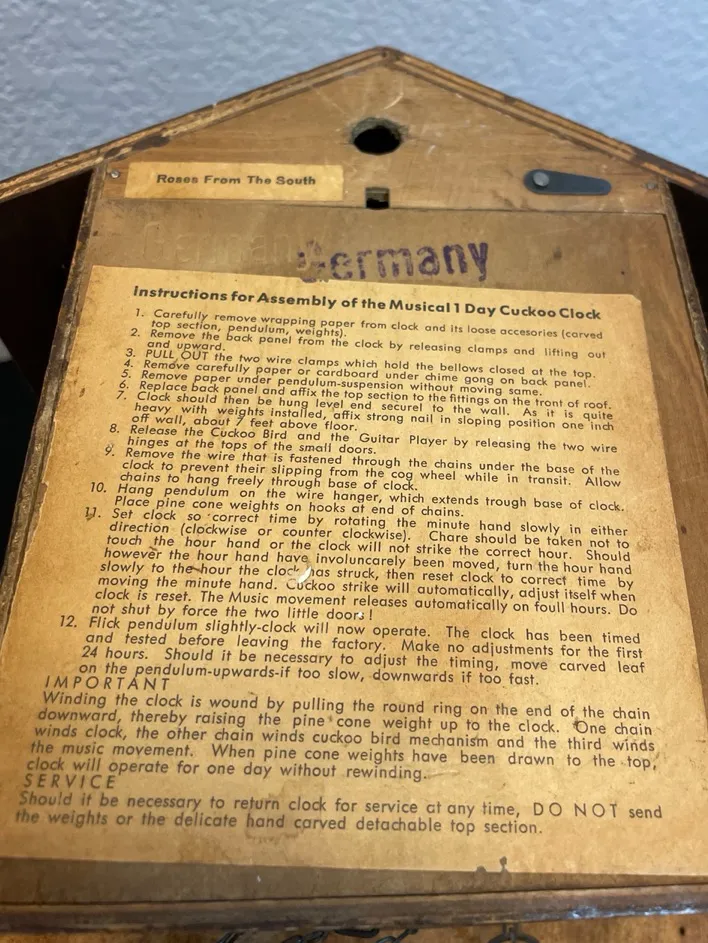 Roses From The South
Germany
Instructions for Assembly of the Musical 1 Day Cuckoo Clock
1. Carefully remove wrapping paper from clock and its loose accesories (carved
top section, pendulum, weights).
2. Remove the back panel from the clock by releasing clamps and lifting out
and upward.
3. PULL OUT the two wire clamps which hold the bellows closed at the top.
4. Remove carefully paper or cardboard under chime gong on back panel.
5. Remove paper under pendulum-suspension without moving same.
6. Replace back panel and affix the top section to the fittings on the front of roof.
7. Clock should then be hung level end securel to the wall. As it is quite
heavy with weights installed, affix strong nail in sloping position one inch
off wall, about 7 feet above floor.
8. Release the Cuckoo Bird and the Guitar Player by releasing the two wire
hinges at the tops of the small doors.
9. Remove the wire that is fastened through the chains under the base of the
clock to prevent their slipping from the cog wheel while in transit. Allow
chains to hang freely through base of clock.
10. Hang pendulum on the wire hanger, which extends trough base of clock.
Place pine cone weights on hooks at end of chains.
11. Set clock so correct time by rotating the minute hand slowly in either
direction (clockwise or counter clockwise). Chare should be taken not to
touch the hour hand or the clock will not strike the correct hour. Should
however the hour hand have involuncarely been moved, turn the hour hand
slowly to the hour the clock as struck, then reset clock to correct time by
moving the minute hand. Cuckoo strike will automatically, adjust itself when
clock is reset. The Music movement releases automatically on foull hours. Do
not shut by force the two little doors!
12. Flick pendulum slightly-clock will now operate. The clock has been timed
and tested before leaving the factory. Make no adjustments for the first
24 hours. Should it be necessary to adjust the timing, move carved leaf
on the pendulum-upwards-if too slow, downwards if too fast.
IMPORTANT
Winding the clock is wound by pulling the round ring on the end of the chain
downward, thereby raising the pine cone weight up to the clock. One chain
winds clock, the other chain winds cuckoo bird mechanism and the third winds
the music movement. When pine cone weights have been drawn to the top,
clock will operate for one day without rewinding.
SERVICE
Should it be necessary to return clock for service at any time, DO NOT send
the weights or the delicate hand carved detachable top section.